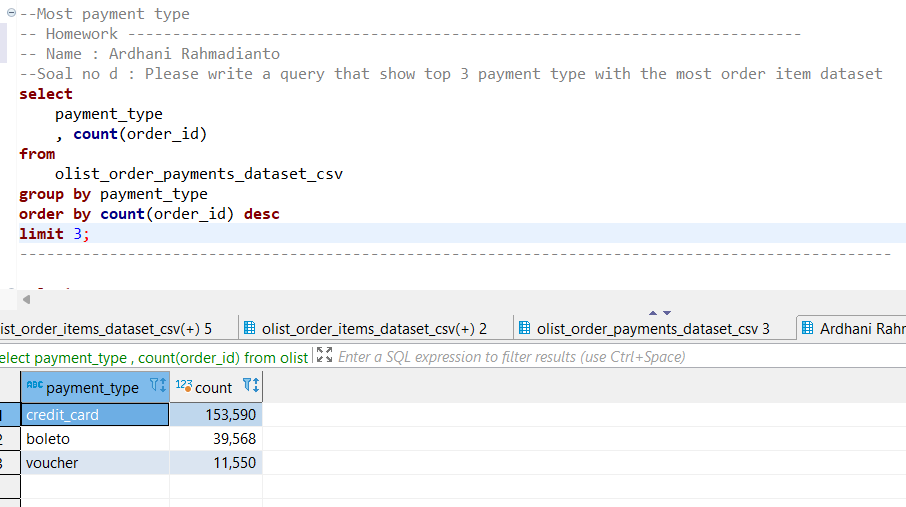 --Most payment type
-- Homework ---------------------------------------------------------------------------
-- Name : Ardhani Rahmadianto
--Soal no d : Please write a query that show top 3 payment type with the most order item dataset
select
payment_type
, count(order_id)
from
olist_order_payments_dataset_csv
group by payment_type
order by count(order_id) desc
limit 3;
-------------------------------------------------------------------------------------------------
ist_order_items_dataset_csv(+) 5 olist_order_items_dataset_csv(+) 2 olist_order_payments_dataset_csv 3 Ardhani Rahr
elect payment_type , count(order_id) from olist Enter a SQL expression to filter results (use Ctrl+Space)
ABC payment_type 123 count
1 credit_card 153,590
2 boleto 39,568
3 voucher 11,550